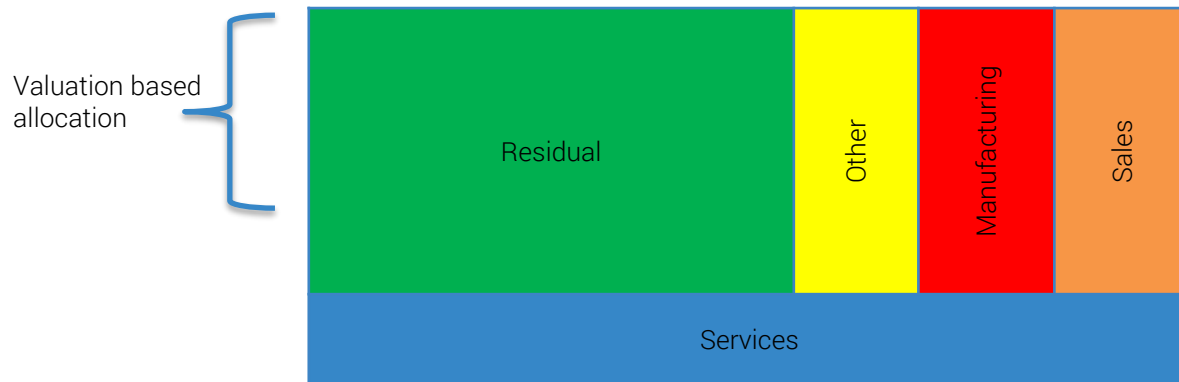 Valuation based
allocation
Residual
Other
Manufacturing
Sales
Services